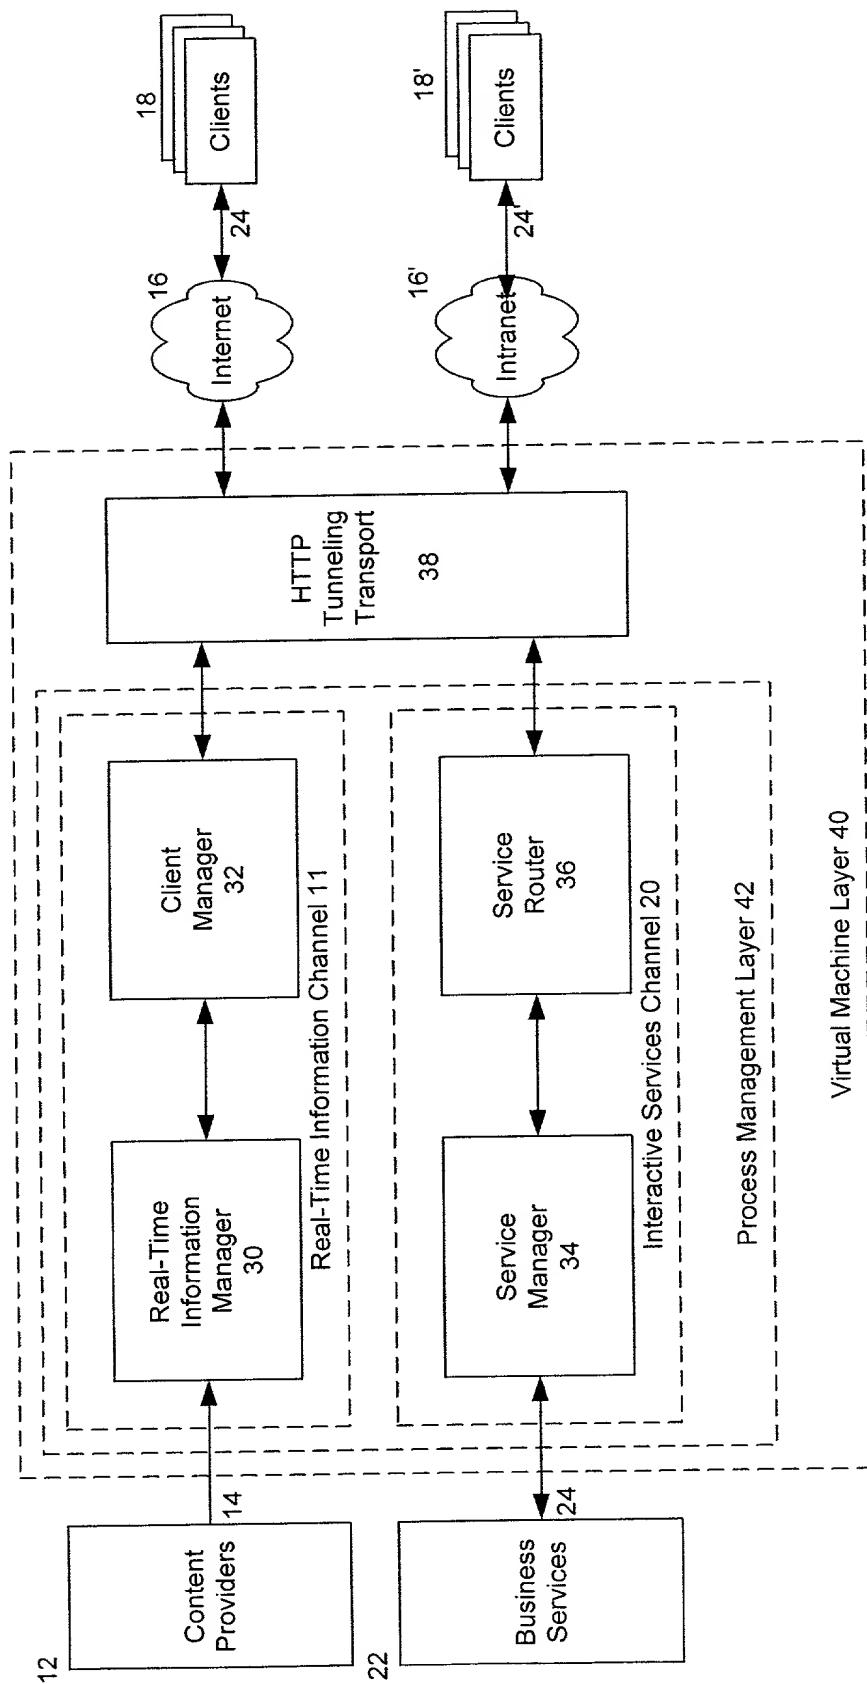 12
Content
Providers
14
Real-Time
Information
Manager
30
Client
Manager
32
Real-Time Information Channel 11
HTTP
Tunneling
Transport
38
16
Internet
24
18
Clients
22
Business
Services
24
Service
Manager
34
Service
Router
36
Interactive Services Channel 20
16'
Intranet
24'
18'
Clients
Process Management Layer 42
Virtual Machine Layer 40